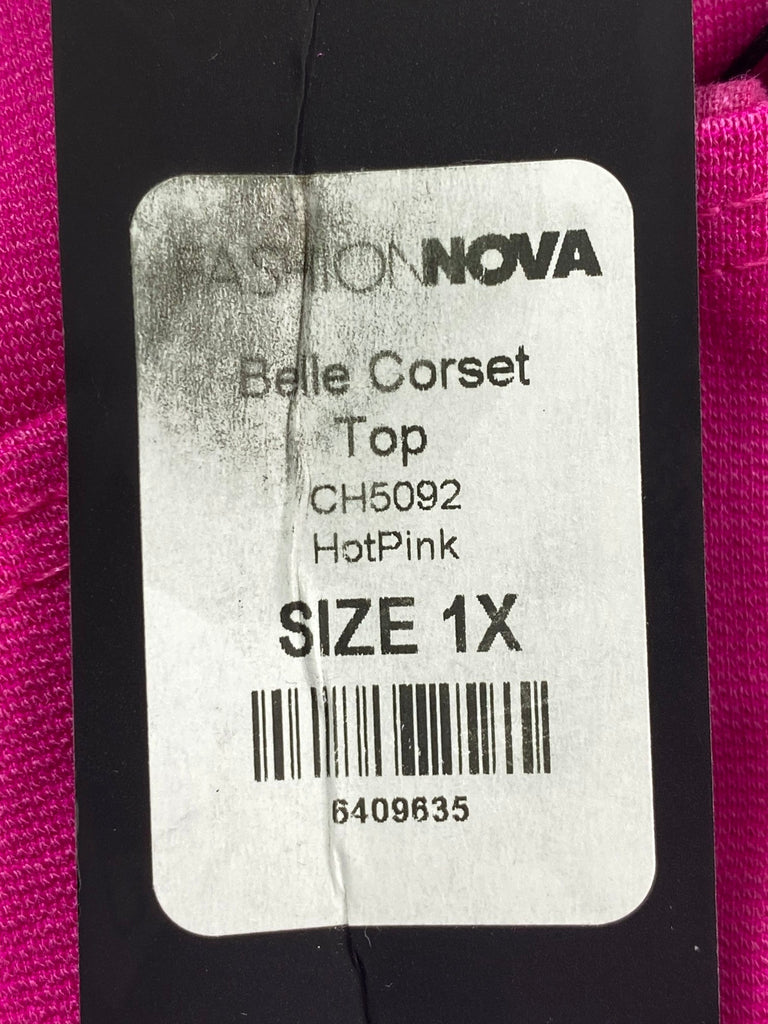 FASHIONNOVA
Belle Corset
Top
CH5092
HotPink
SIZE 1X
6409635